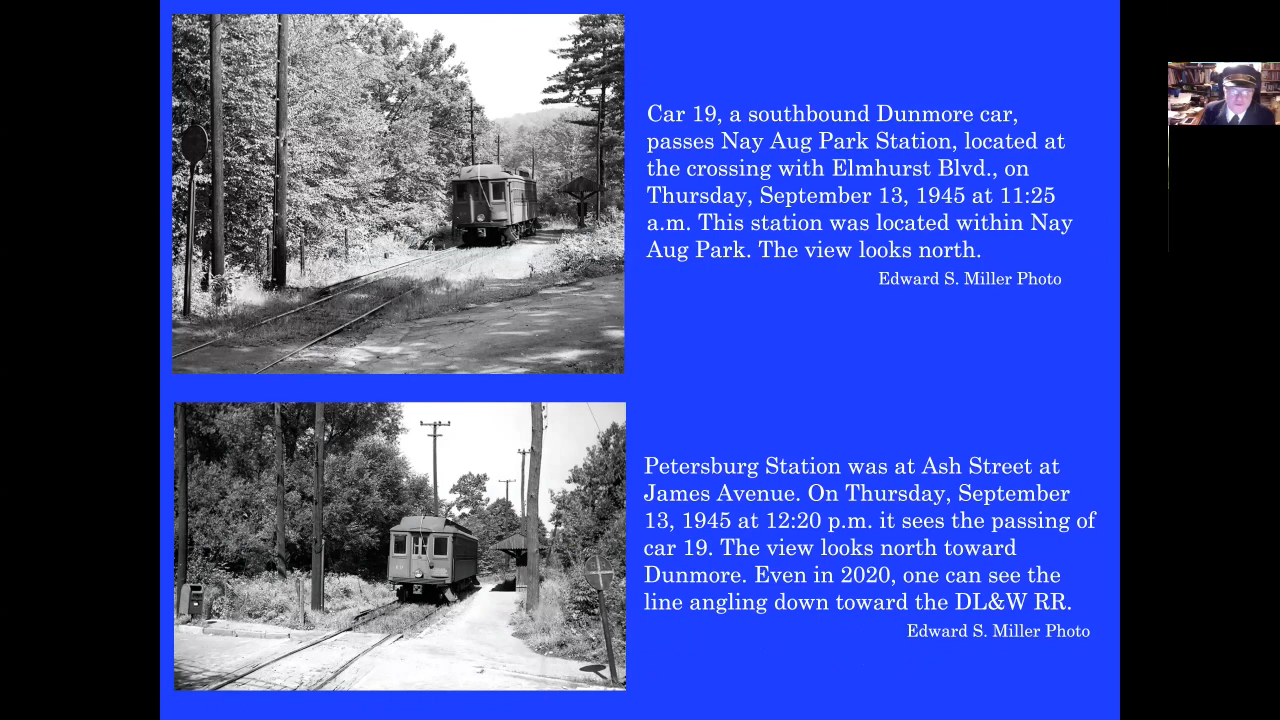 Car 19, a southbound Dunmore car,
passes Nay Aug Park Station, located at
the crossing with Elmhurst Blvd., on
Thursday, September 13, 1945 at 11:25
a.m. This station was located within Nay
Aug Park. The view looks north.
Edward S. Miller Photo
Petersburg Station was at Ash Street at
James Avenue. On Thursday, September
13, 1945 at 12:20 p.m. it sees the passing of
car 19. The view looks north toward
Dunmore. Even in 2020, one can see the
line angling down toward the DL&W RR.
Edward S. Miller Photo